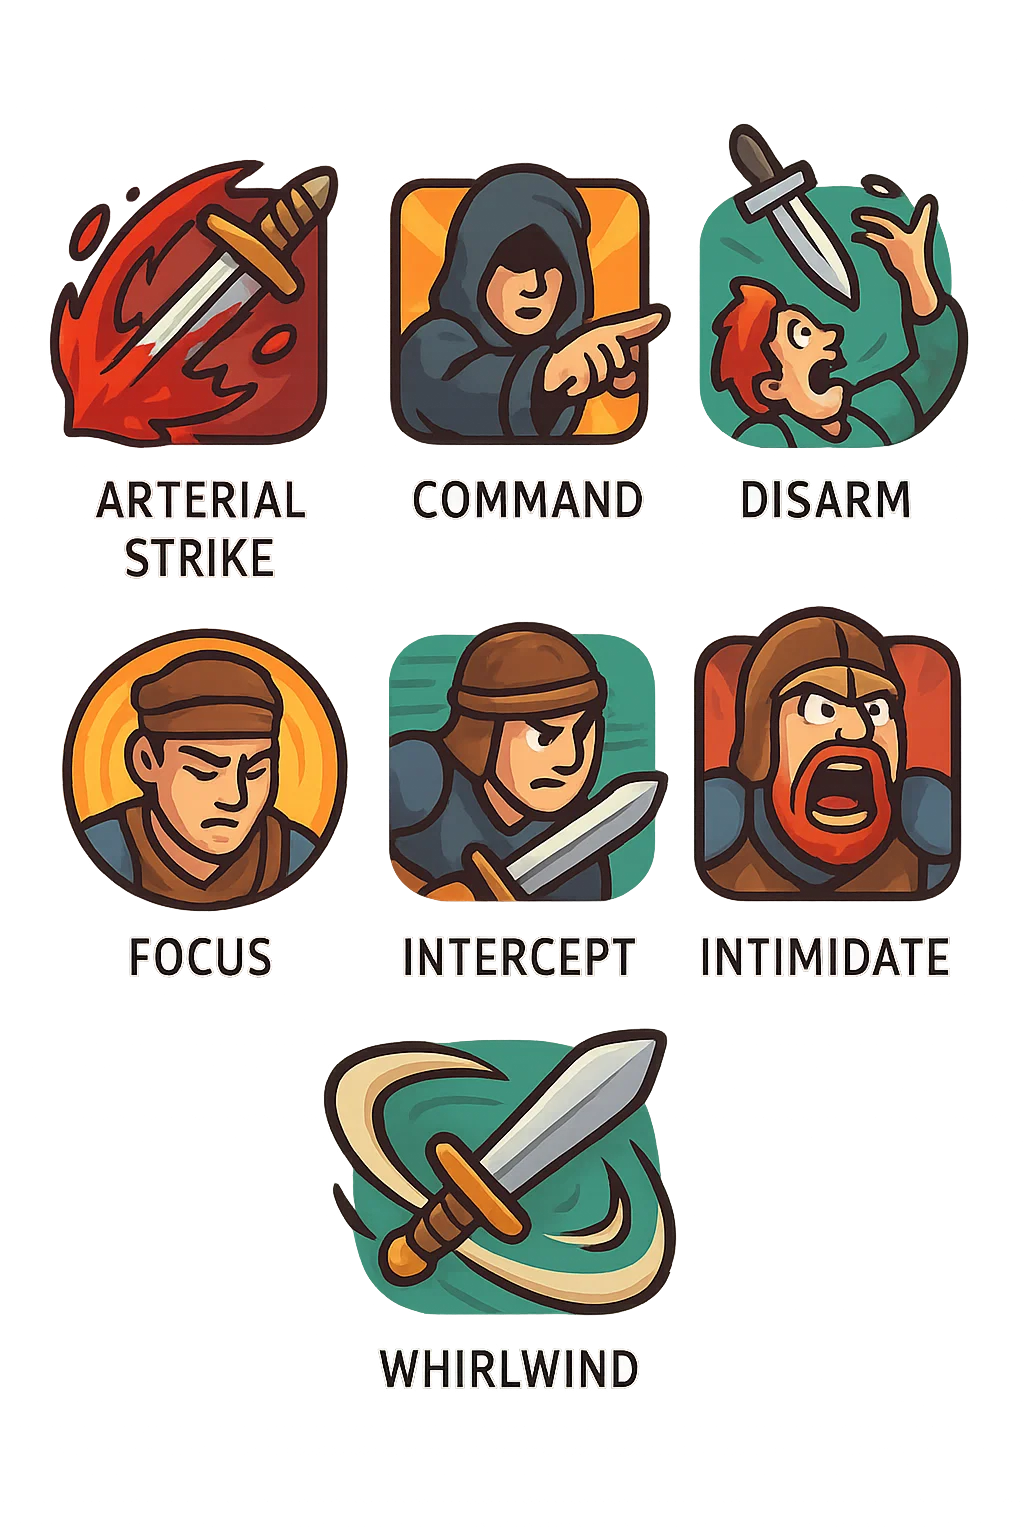 ARTERIAL
STRIKE
COMMAND
DISARM
FOCUS
INTERCEPT
INTIMIDATE
WHIRLWIND